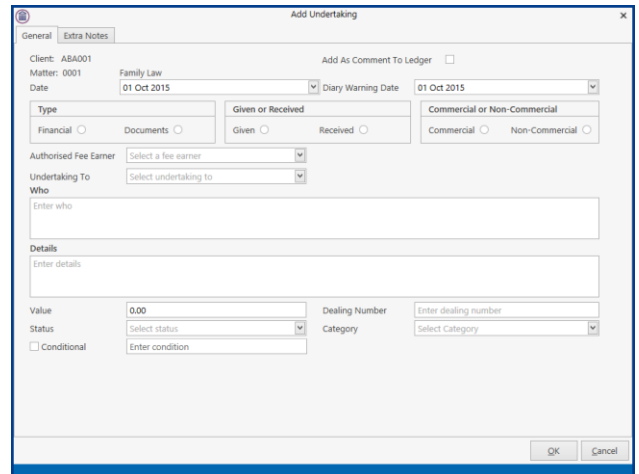 Add Undertaking
General Extra Notes
Client: ABA001 Add As Comment To Ledger
Matter: 0001 Family Law
Date 01 Oct 2015 Diary Warning Date 01 Oct 2015
Type Given or Received Commercial or Non-Commercial
Financial Documents Given Received Commercial Non-Commercial
Authorised Fee Earner Select a fee earner
Undertaking To Select undertaking to
Who
Enter who
Details
Enter details
Value 0.00 Dealing Number Enter dealing number
Status Select status Category Select Category
Conditional Enter condition
OK Cancel